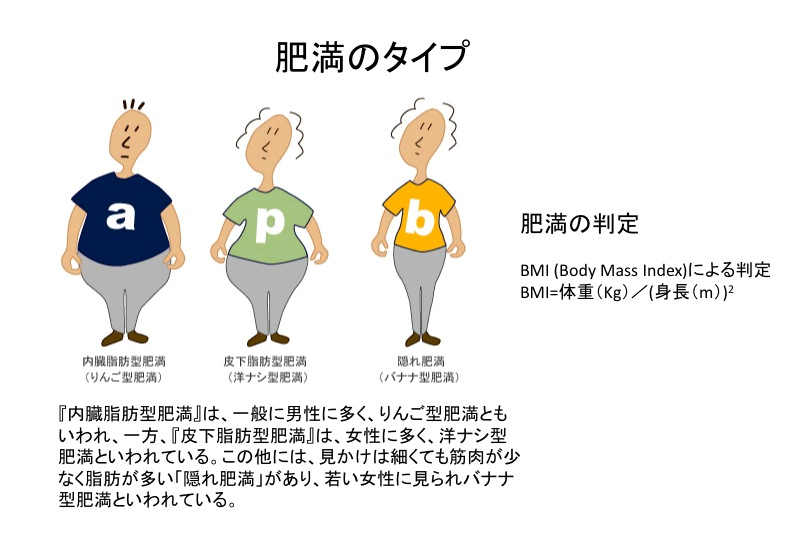 肥満のタイプ
a
p
b
内臓脂肪型肥満
（りんご型肥満）
皮下脂肪型肥満
（洋ナシ型肥満）
隠れ肥満
（バナナ型肥満）
肥満の判定
BMI (Body Mass Index)による判定
BMI=体重（Kg）／(身長（m）)²
『内臓脂肪型肥満』は、一般に男性に多く、りんご型肥満とも
いわれ、一方、『皮下脂肪型肥満』は、女性に多く、洋ナシ型
肥満といわれている。この他には、見かけは細くても筋肉が少
なく脂肪が多い「隠れ肥満」があり、若い女性に見られバナナ
型肥満といわれている。